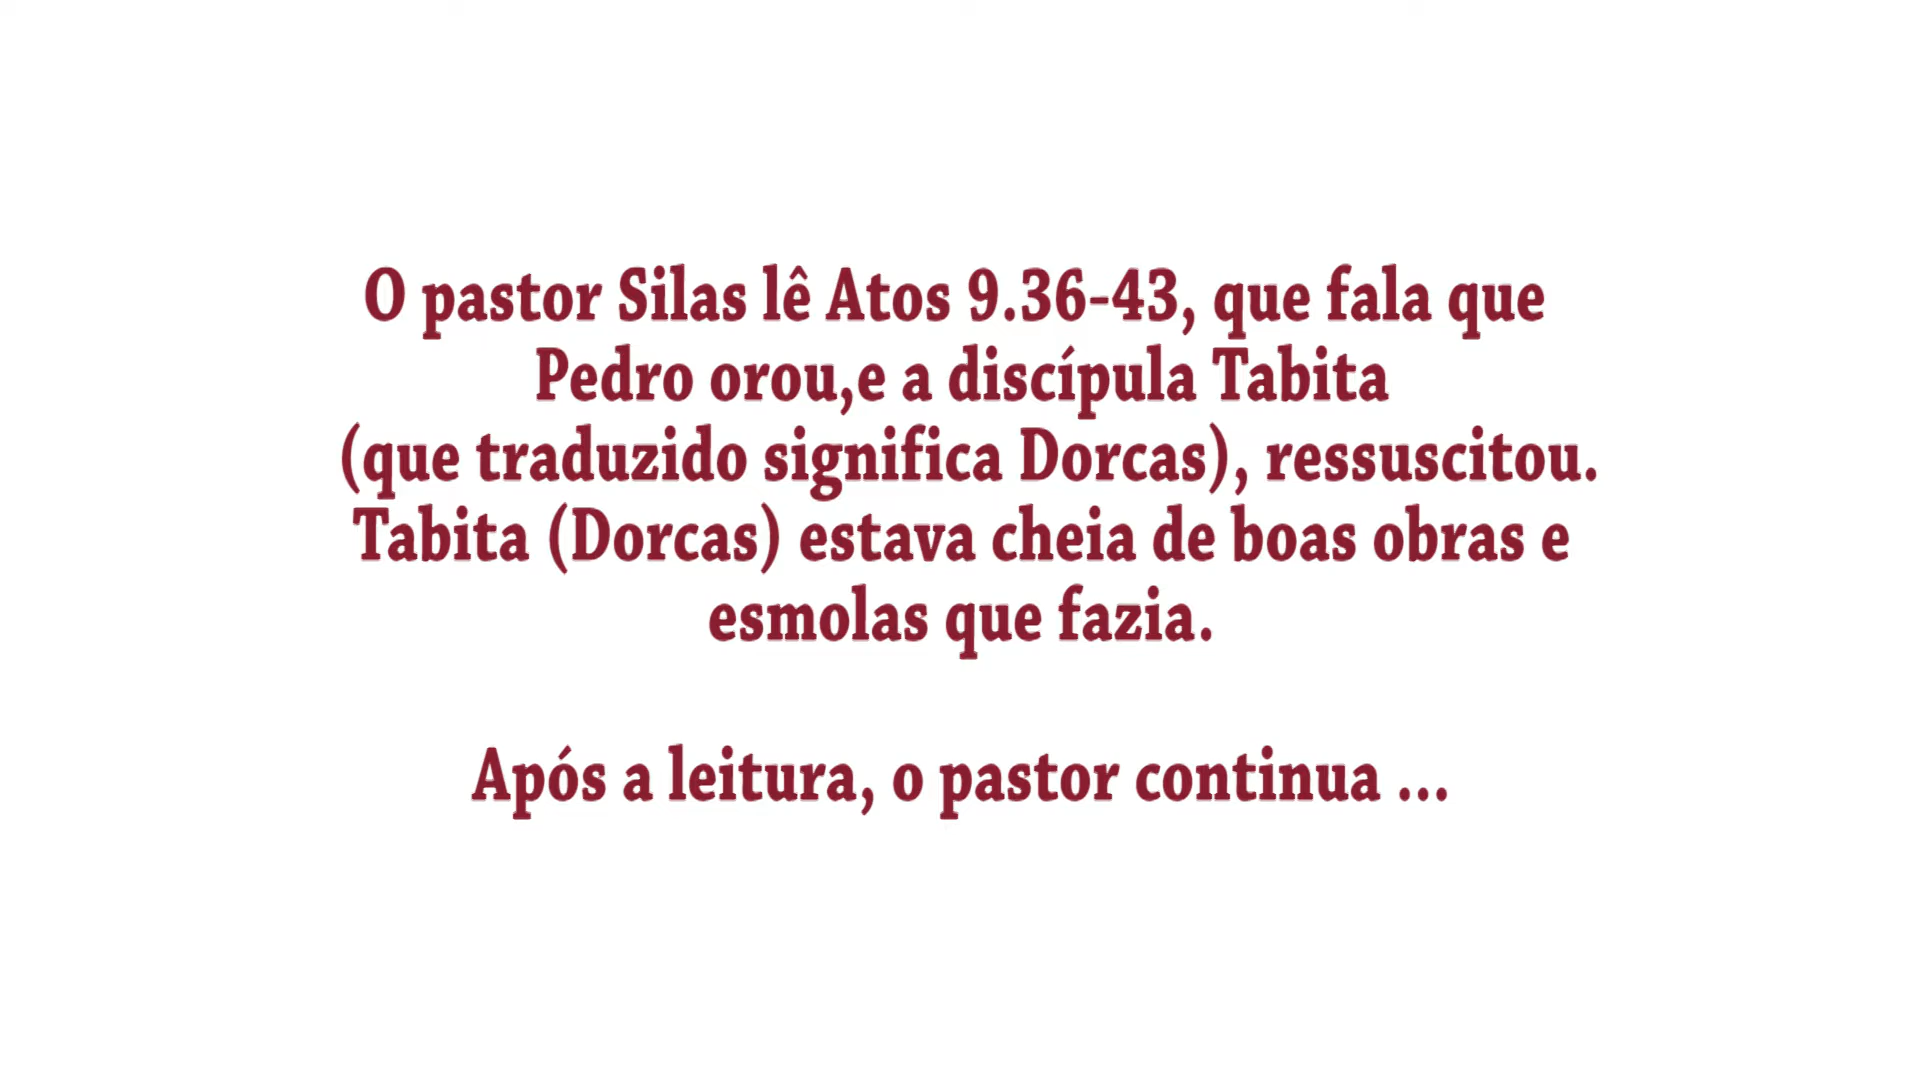 O pastor Silas lê Atos 9.36-43, que fala que
Pedro orou,e a discípula Tabita
(que traduzido significa Dorcas), ressuscitou.
Tabita (Dorcas) estava cheia de boas obras e
esmolas que fazia.
Após a leitura, o pastor continua ...